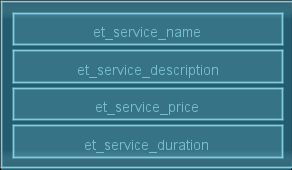 et_service_name
et_service_description
et_service_price
et_service_duration